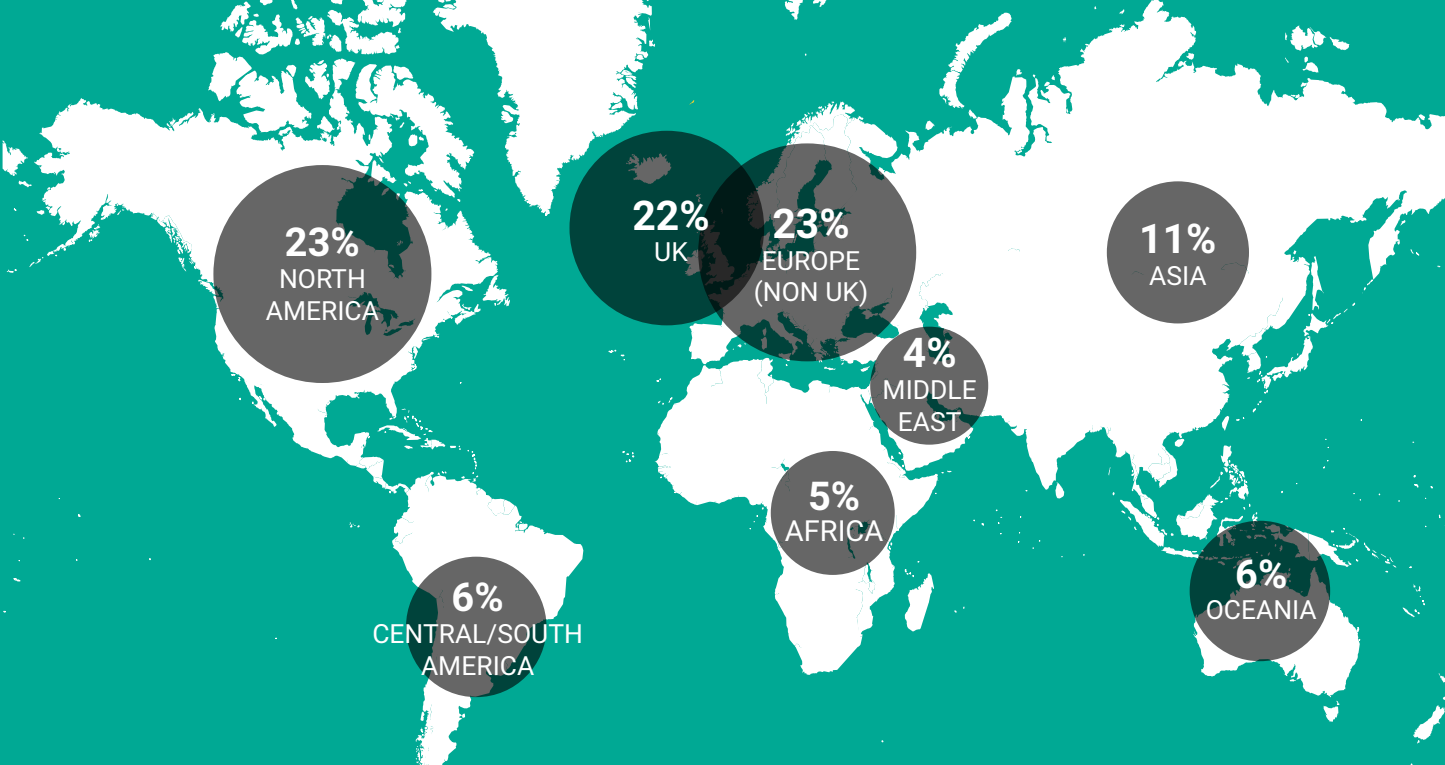 23%
NORTH
AMERICA
22%
UK
23%
EUROPE
(NON UK)
11%
ASIA
4%
MIDDLE
EAST
5%
AFRICA
6%
CENTRAL/SOUTH
AMERICA
6%
OCEANIA